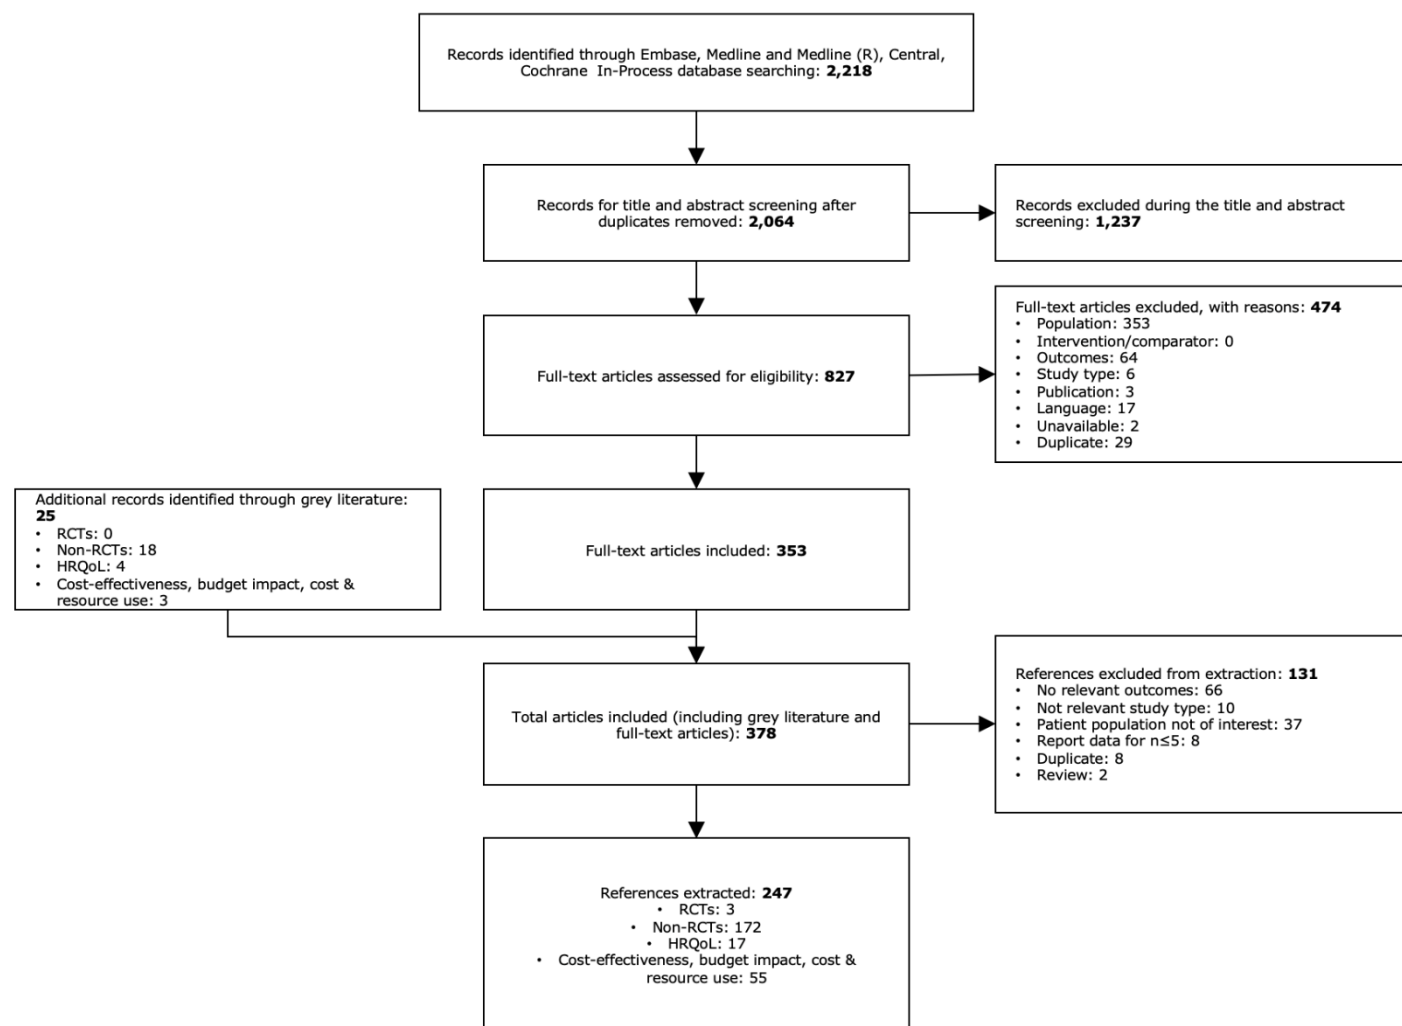 Records identified through Embase, Medline and Medline (R), Central,
Cochrane  In-Process database searching: 2,218
Records for title and abstract screening after
duplicates removed: 2,064
Records excluded during the title and abstract
screening: 1,237
Full-text articles assessed for eligibility: 827
Full-text articles excluded, with reasons: 474
• Population: 353
• Intervention/comparator: 0
• Outcomes: 64
• Study type: 6
• Publication: 3
• Language: 17
• Unavailable: 2
• Duplicate: 29
Additional records identified through grey literature:
25
• RCTs: 0
• Non-RCTs: 18
• HRQoL: 4
• Cost-effectiveness, budget impact, cost &
resource use: 3
Full-text articles included: 353
Total articles included (including grey literature and
full-text articles): 378
References excluded from extraction: 131
• No relevant outcomes: 66
• Not relevant study type: 10
• Patient population not of interest: 37
• Report data for n≤5: 8
• Duplicate: 8
• Review: 2
References extracted: 247
• RCTs: 3
• Non-RCTs: 172
• HRQoL: 17
• Cost-effectiveness, budget impact, cost &
resource use: 55